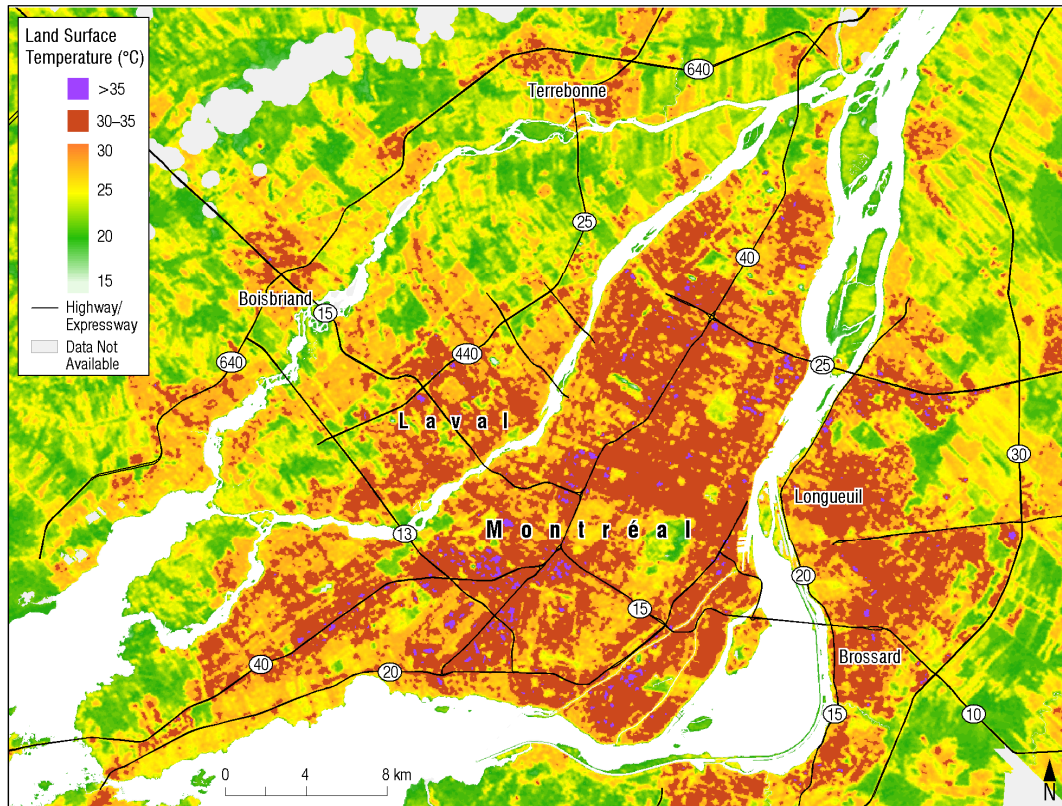 Land Surface
Temperature (°C)
>35
30–35
30
25
20
15
Highway/
Expressway
Data Not
Available
640
Terrebonne
25
40
Boisbriand
15
640
440
25
Laval
30
Longueuil
Montréal
13
20
15
Brossard
40
20
15
10
0 4 8 km
N